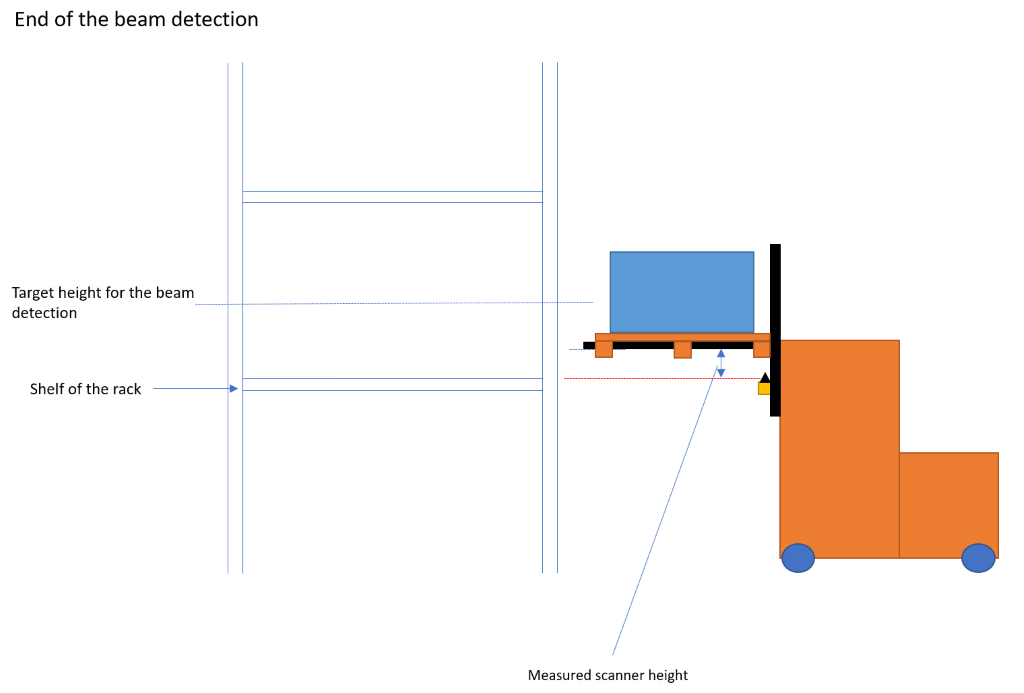 End of the beam detection
Target height for the beam
detection
Shelf of the rack
Measured scanner height